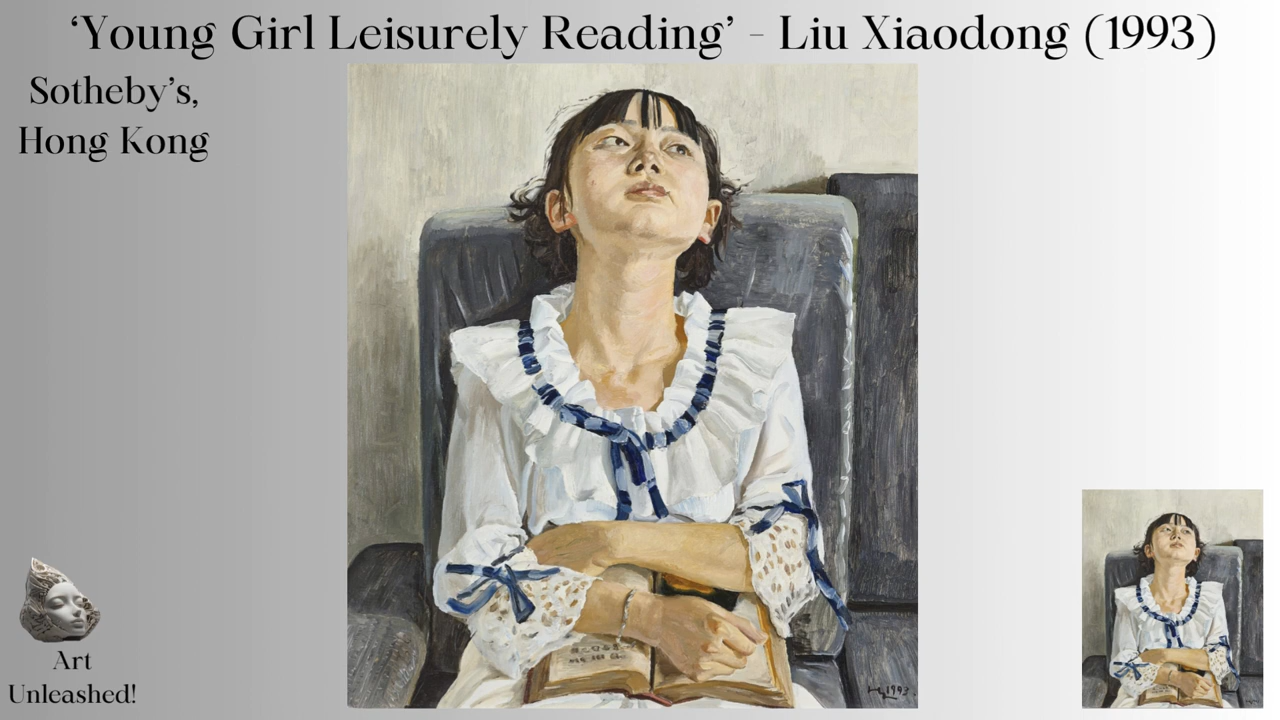 ‘Young Girl Leisurely Reading’ - Liu Xiaodong (1993)
Sotheby’s,
Hong Kong
1993
Art
Unleashed!